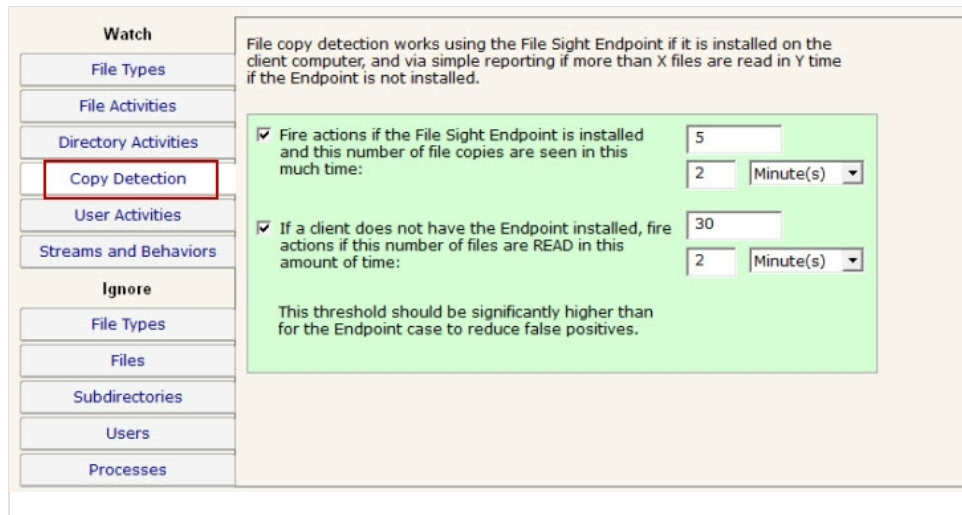 Watch
File Types
File Activities
Directory Activities
Copy Detection
User Activities
Streams and Behaviors
Ignore
File Types
Files
Subdirectories
Users
Processes
File copy detection works using the File Sight Endpoint if it is installed on the
client computer, and via simple reporting if more than X files are read in Y time
if the Endpoint is not installed.
Fire actions if the File Sight Endpoint is installed
and this number of file copies are seen in this
much time:
5
2 Minute(s)
If a client does not have the Endpoint installed, fire
actions if this number of files are READ in this
amount of time:
30
2 Minute(s)
This threshold should be significantly higher than
for the Endpoint case to reduce false positives.